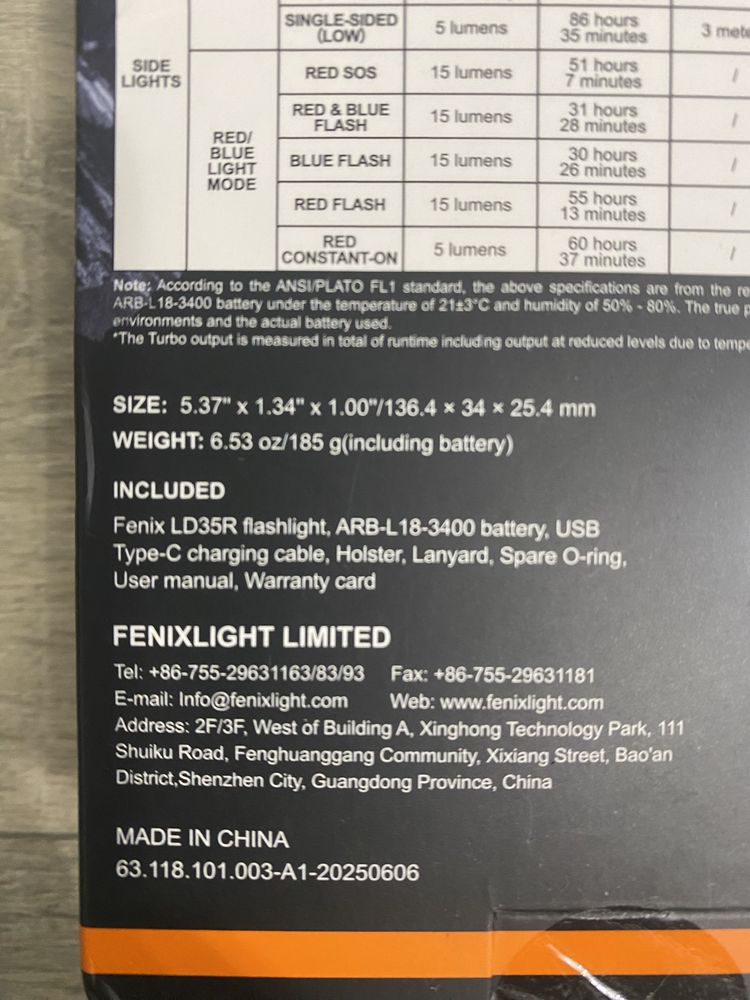 SINGLE-SIDED
(LOW)
5 lumens
86 hours
35 minutes
3
SIDE
LIGHTS
RED/
BLUE
LIGHT
MODE
RED SOS
15 lumens
51 hours
7 minutes
/
RED & BLUE
FLASH
15 lumens
31 hours
28 minutes
/
BLUE FLASH
15 lumens
30 hours
26 minutes
/
RED FLASH
15 lumens
55 hours
13 minutes
/
RED
CONSTANT-ON
5 lumens
60 hours
37 minutes
/
Note: According to the ANSI/PLATO FL1 standard, the above specifications are from the
ARB-L18-3400 battery under the temperature of 21±3°C and humidity of 50% - 80%. The true
environments and the actual battery used.
*The Turbo output is measured in total of runtime including output at reduced levels due to
SIZE: 5.37" x 1.34" x 1.00"/136.4 × 34 × 25.4 mm
WEIGHT: 6.53 oz/185 g(including battery)
INCLUDED
Fenix LD35R flashlight, ARB-L18-3400 battery, USB
Type-C charging cable, Holster, Lanyard, Spare O-ring,
User manual, Warranty card
FENIXLIGHT LIMITED
Tel: +86-755-29631163/83/93 Fax: +86-755-29631181
E-mail: Info@fenixlight.com Web: www.fenixlight.com
Address: 2F/3F, West of Building A, Xinghong Technology Park, 111
Shuiku Road, Fenghuanggang Community, Xixiang Street, Bao'an
District,Shenzhen City, Guangdong Province, China
MADE IN CHINA
63.118.101.003-A1-20250606